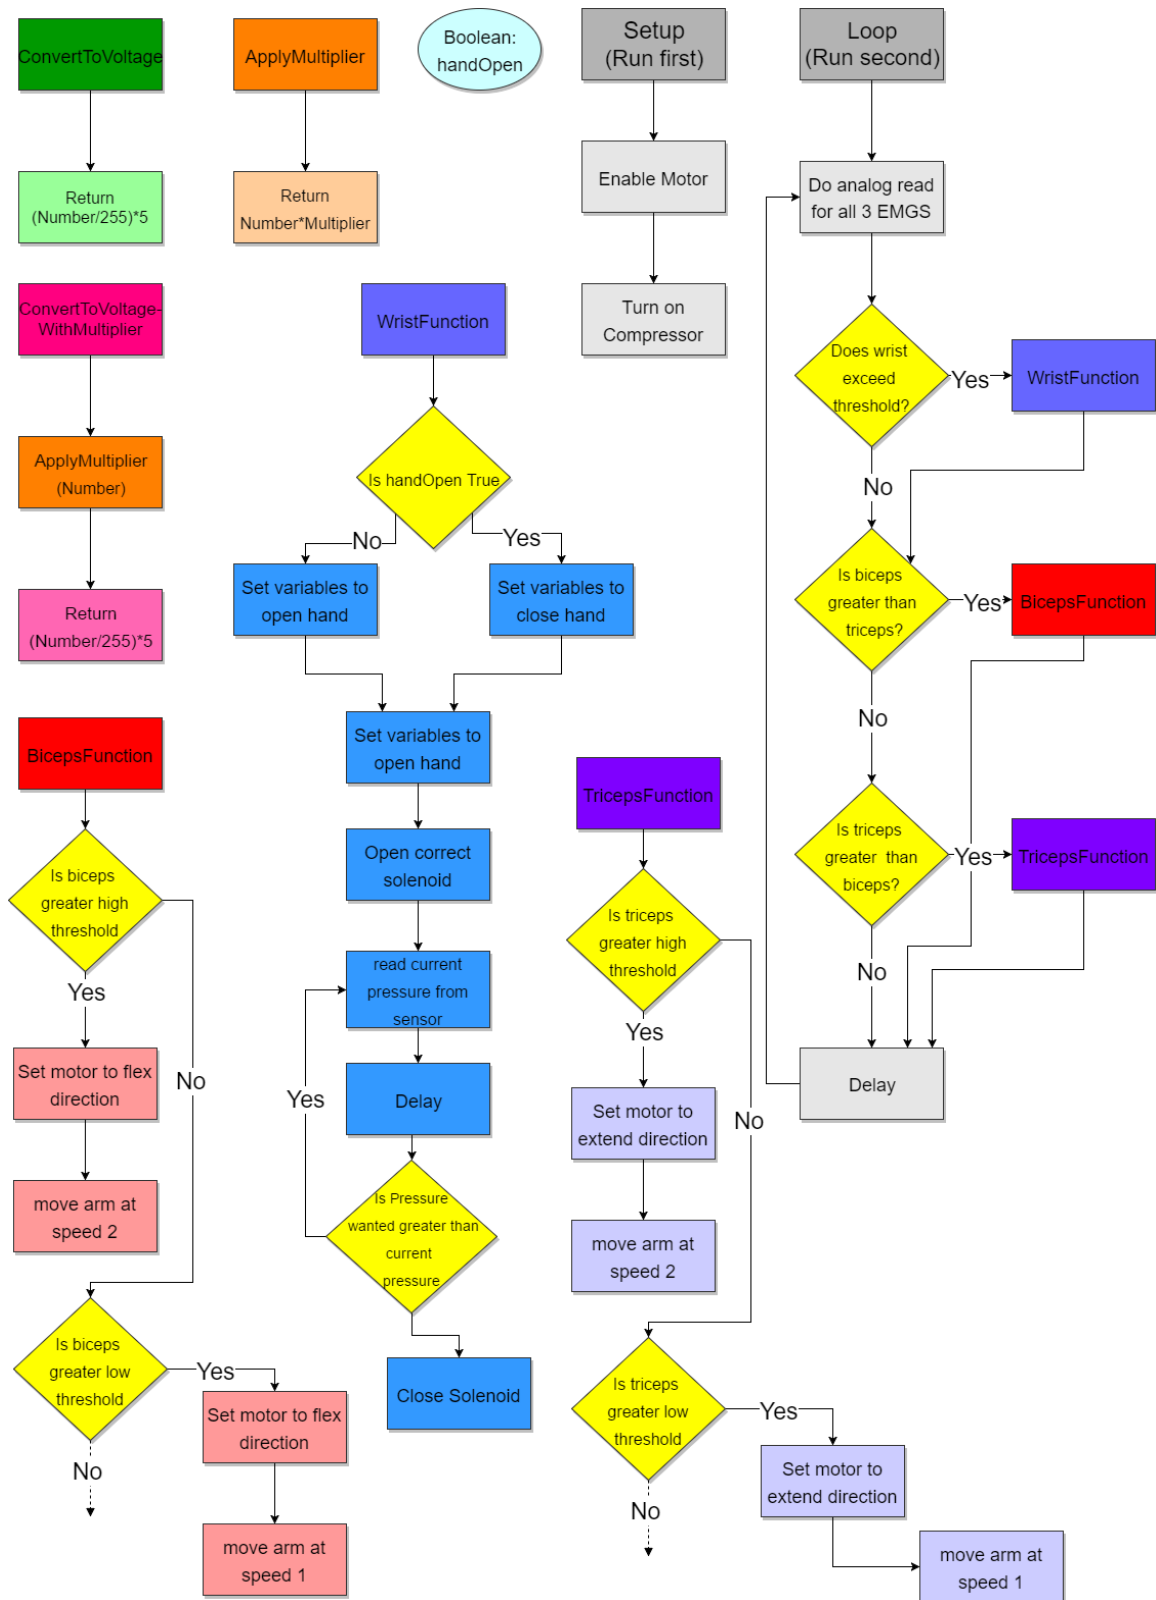 ConvertToVoltage
Return
(Number/255)*5
ApplyMultiplier
Return
Number*Multiplier
Boolean:
handOpen
Setup
(Run first)
Enable Motor
Turn on
Compressor
Loop
(Run second)
Do analog read
for all 3 EMGS
Does wrist
exceed
threshold?
Yes
WristFunction
No
Is biceps
greater than
triceps?
Yes
BicepsFunction
No
Is triceps
greater than
biceps?
Yes
TricepsFunction
No
Delay
ConvertToVoltage-
WithMultiplier
ApplyMultiplier
(Number)
Return
(Number/255)*5
WristFunction
Is handOpen True
No
Yes
Set variables to
open hand
Set variables to
close hand
Set variables to
open hand
Open correct
solenoid
read current
pressure from
sensor
Delay
Yes
Is Pressure
wanted greater than
current
pressure
Close Solenoid
BicepsFunction
Is biceps
greater high
threshold
Yes
No
Set motor to flex
direction
move arm at
speed 2
Is biceps
greater low
threshold
Yes
No
Set motor to flex
direction
move arm at
speed 1
TricepsFunction
Is triceps
greater high
threshold
Yes
No
Set motor to
extend direction
move arm at
speed 2
Is triceps
greater low
threshold
Yes
No
Set motor to
extend direction
move arm at
speed 1